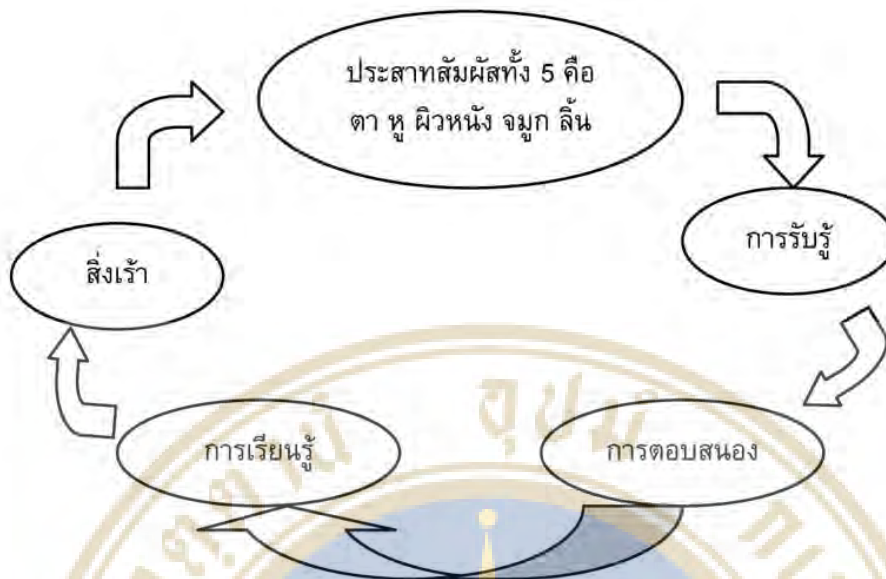 ประสาทสัมผัสทั้ง 5 คือ
ตา หู ผิวหนัง จมูก ลิ้น
การรับรู้
สิ่งเร้า
การเรียนรู้
การตอบสนอง